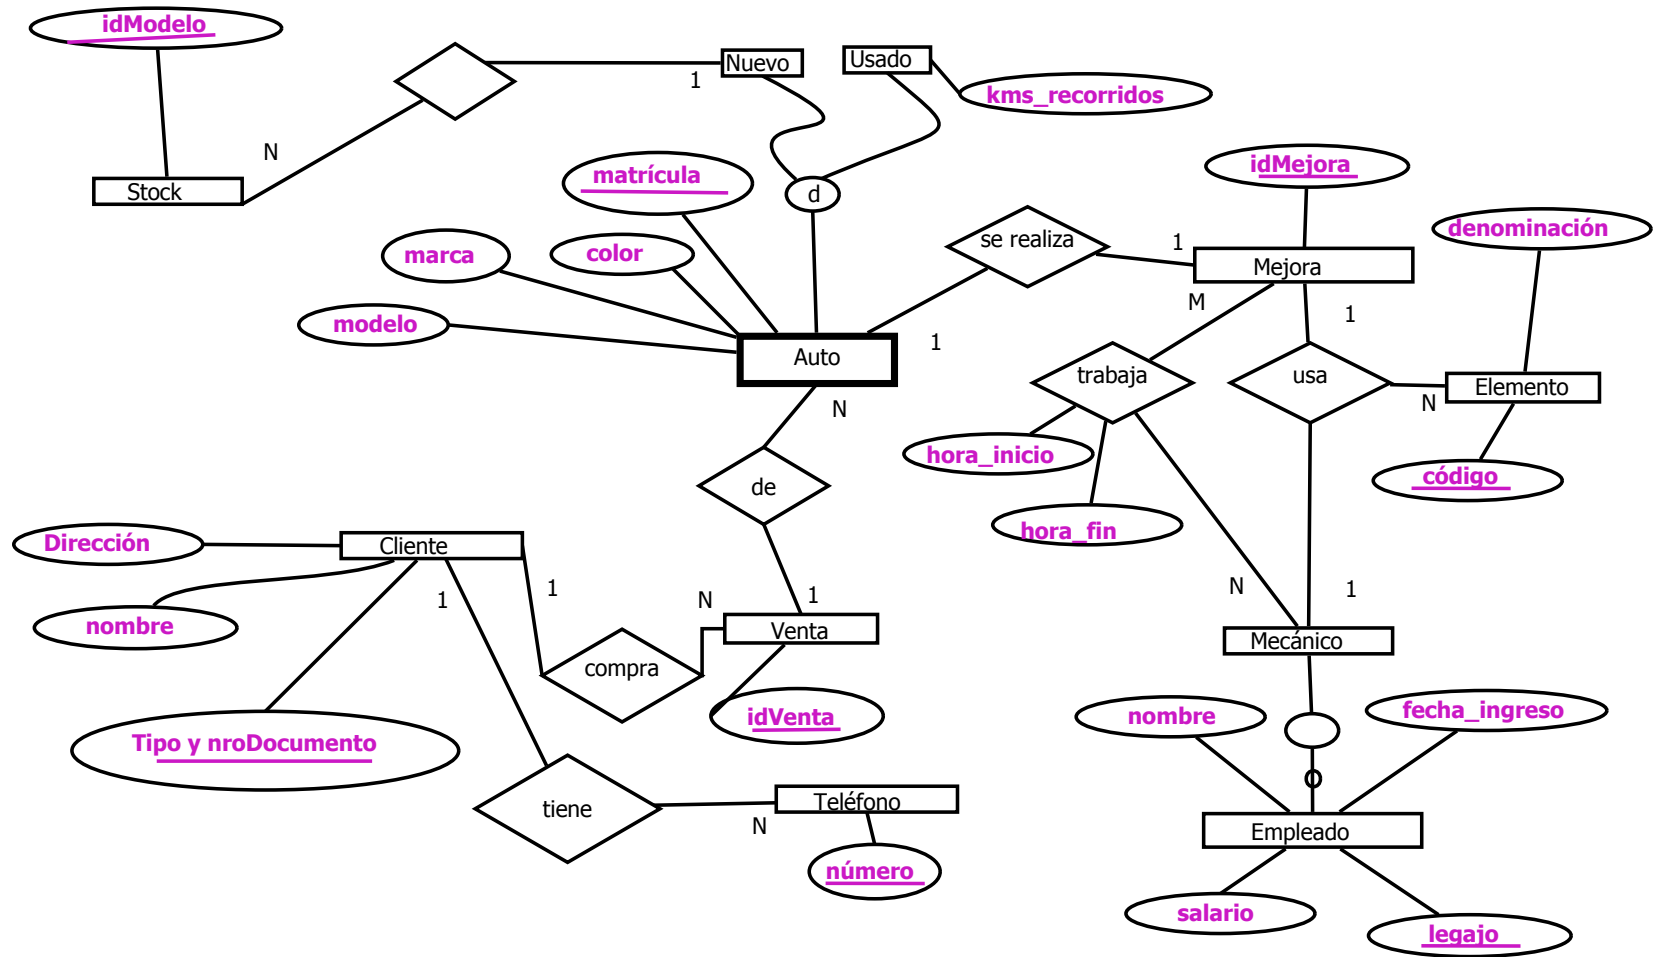 idModelo
Nuevo
Usado
1
kms_recorridos
N
Stock
matrícula
d
idMejora
denominación
marca
color
se realiza
1
Mejora
modelo
M
1
Auto
1
trabaja
usa
Elemento
N
N
hora_inicio
código
de
hora_fin
Dirección
Cliente
1
1
N
1
N
1
nombre
Venta
Mecánico
compra
idVenta
nombre
fecha_ingreso
Tipo y nroDocumento
O
tiene
Teléfono
N
Empleado
número
salario
legajo